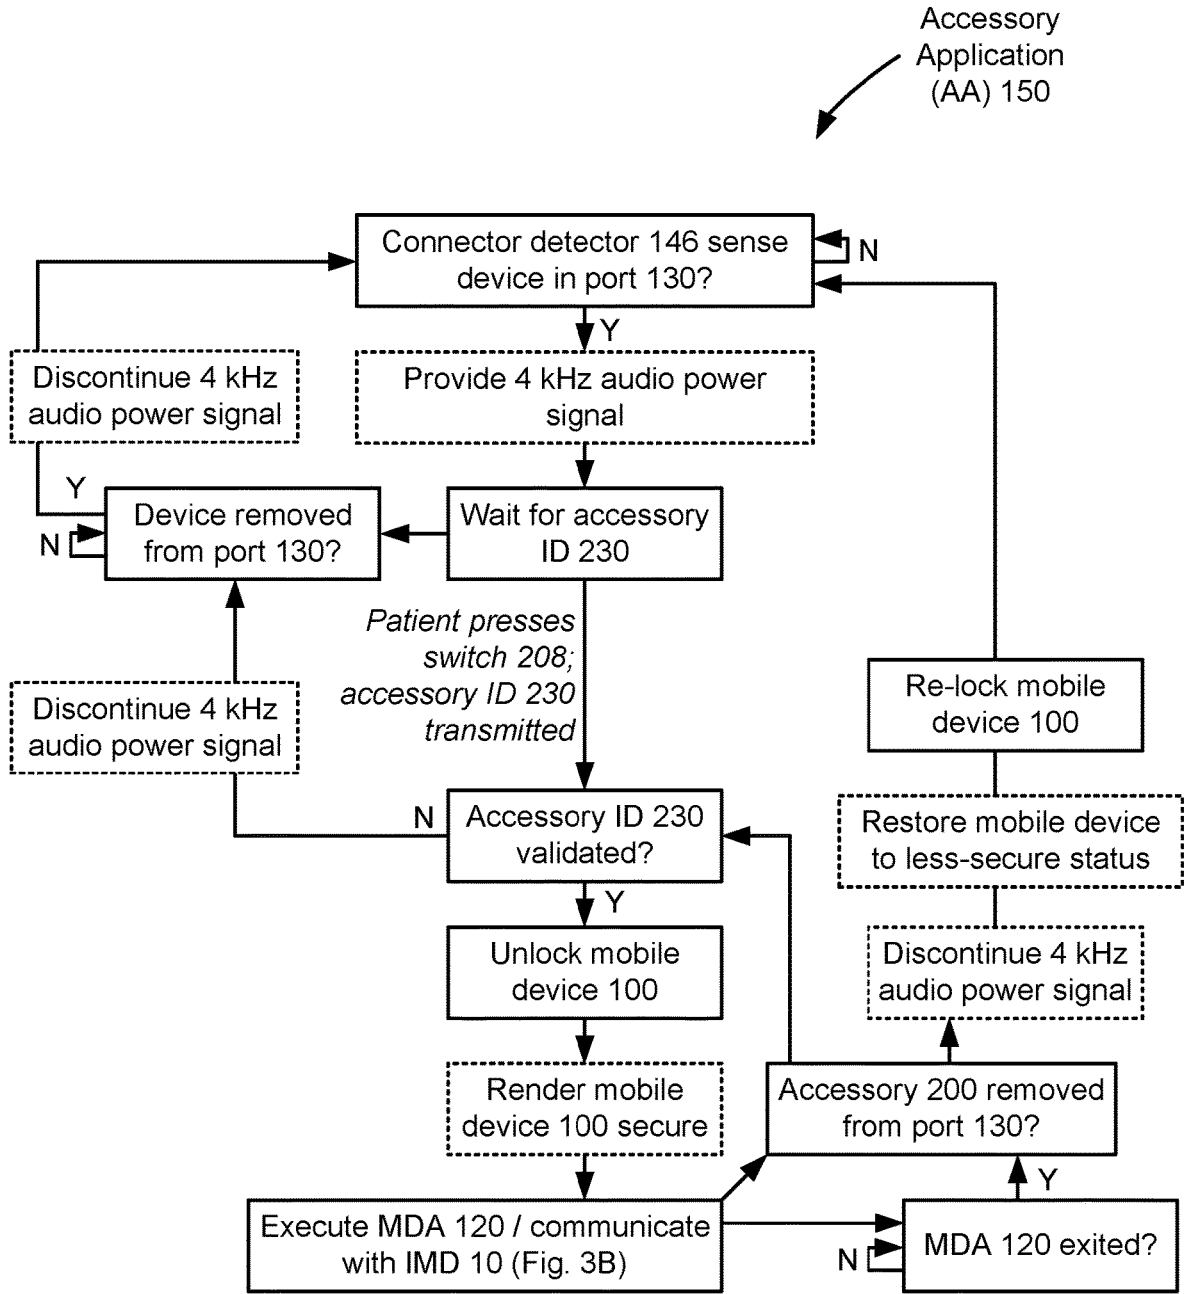 Accessory
Application
(AA) 150
Connector detector 146 sense
device in port 130?
N
Y
Discontinue 4 kHz
audio power signal
Provide 4 kHz audio power
signal
Y
Device removed
from port 130?
N
Wait for accessory
ID 230
Patient presses
switch 208;
accessory ID 230
transmitted
Re-lock mobile
device 100
Discontinue 4 kHz
audio power signal
N
Accessory ID 230
validated?
Restore mobile device
to less-secure status
Y
Unlock mobile
device 100
Discontinue 4 kHz
audio power signal
Render mobile
device 100 secure
Accessory 200 removed
from port 130?
Y
Execute MDA 120 / communicate
with IMD 10 (Fig. 3B)
N
MDA 120 exited?